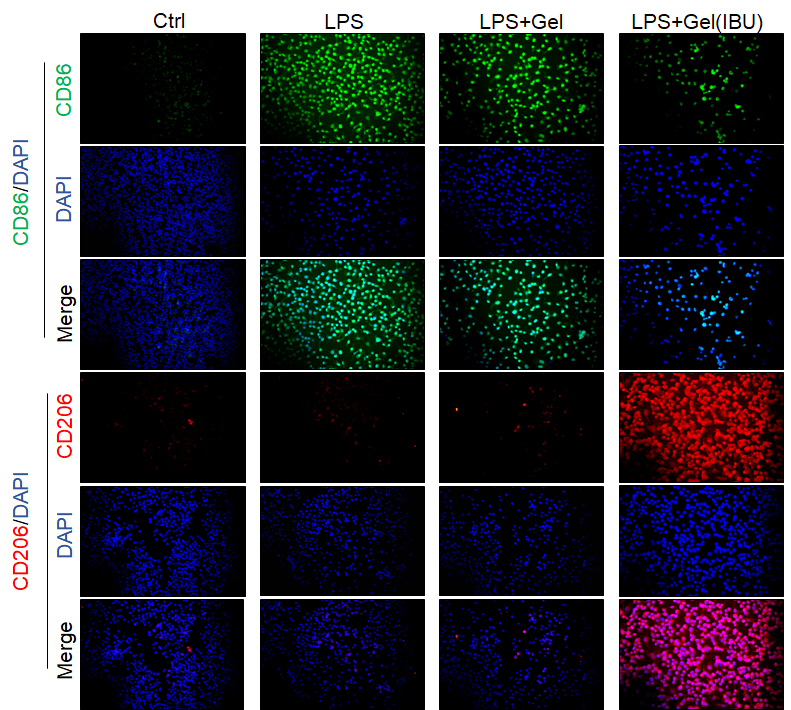 Ctrl LPS LPS+Gel LPS+Gel(IBU)
CD86/DAPI
CD86
DAPI
Merge
CD206/DAPI
CD206
DAPI
Merge